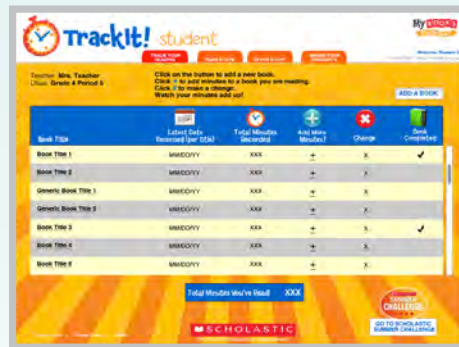 TrackIt! student
My
TRACK YOUR READING
Teacher: Mrs. Teacher
Class: Grade 4 Period 5
Click on the button to add a new book.
Click + to add minutes to a book you are reading.
Click X to make a change.
Watch your minutes add up!
ADD A BOOK
Book Title
Latest Date Recorded (per title)
Total Minutes Recorded
Add More Minutes?
Change
Book Completed
Book Title 1 MM/DD/YY XXX + X ✓
Book Title 2 MM/DD/YY XXX + X
Generic Book Title 1 MM/DD/YY XXX + X
Generic Book Title 2 MM/DD/YY XXX + X
Book Title 3 MM/DD/YY XXX + X ✓
Book Title 4 MM/DD/YY XXX + X
Book Title 5 MM/DD/YY XXX + X
Total Minutes You've Read XXX
SUMMER
CHALLENGE
SCHOLASTIC
GO TO SCHOLASTIC
SUMMER CHALLENGE